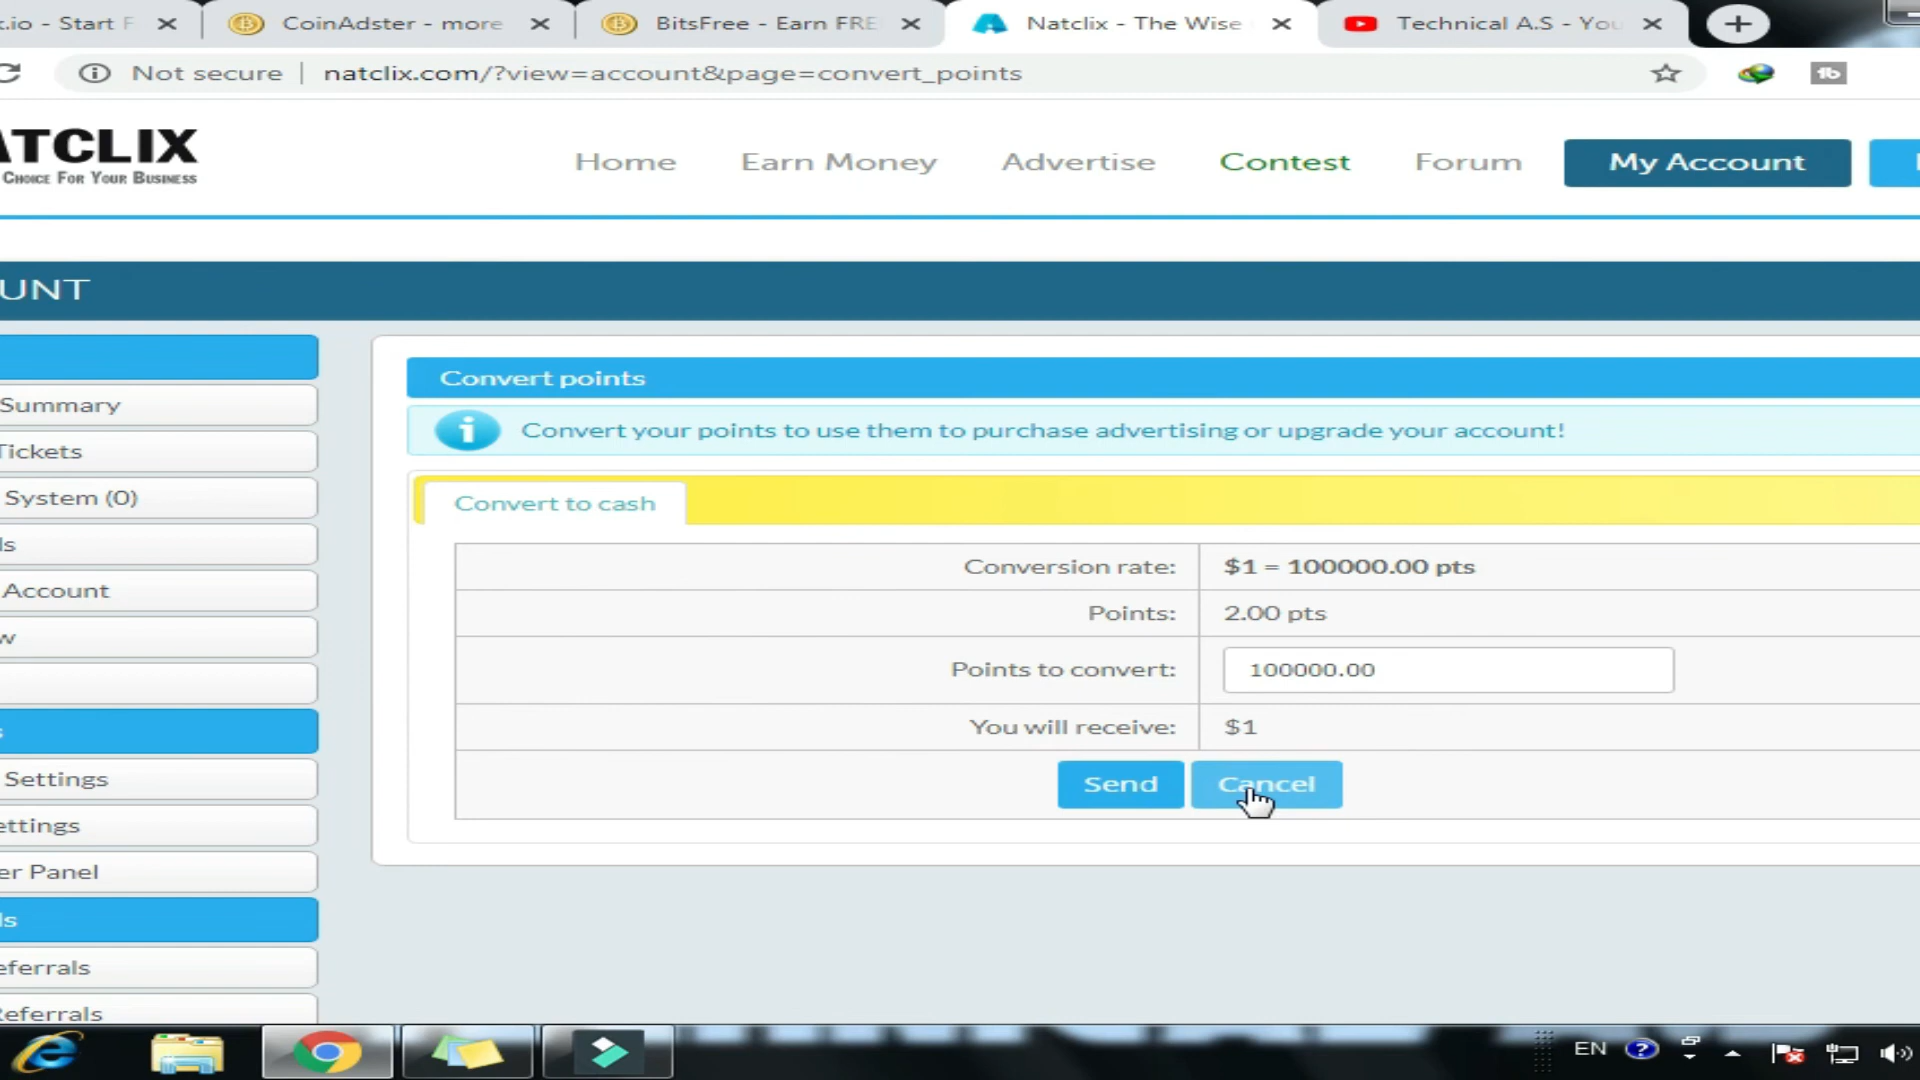 .io - Start F
CoinAdster - more
BitsFree - Earn FRE
Natclix - The Wise
Technical A.S - You
Not secure | natclix.com/?view=account&page=convert_points
ATCLIX
CHOICE FOR YOUR BUSINESS
Home
Earn Money
Advertise
Contest
Forum
My Account
UNT
Summary
Tickets
System (0)
ls
Account
w
s
Settings
ettings
er Panel
ls
eferrals
Referrals
Convert points
Convert your points to use them to purchase advertising or upgrade your account!
Convert to cash
Conversion rate: $1 = 100000.00 pts
Points: 2.00 pts
Points to convert: 100000.00
You will receive: $1
Send
Cancel
EN